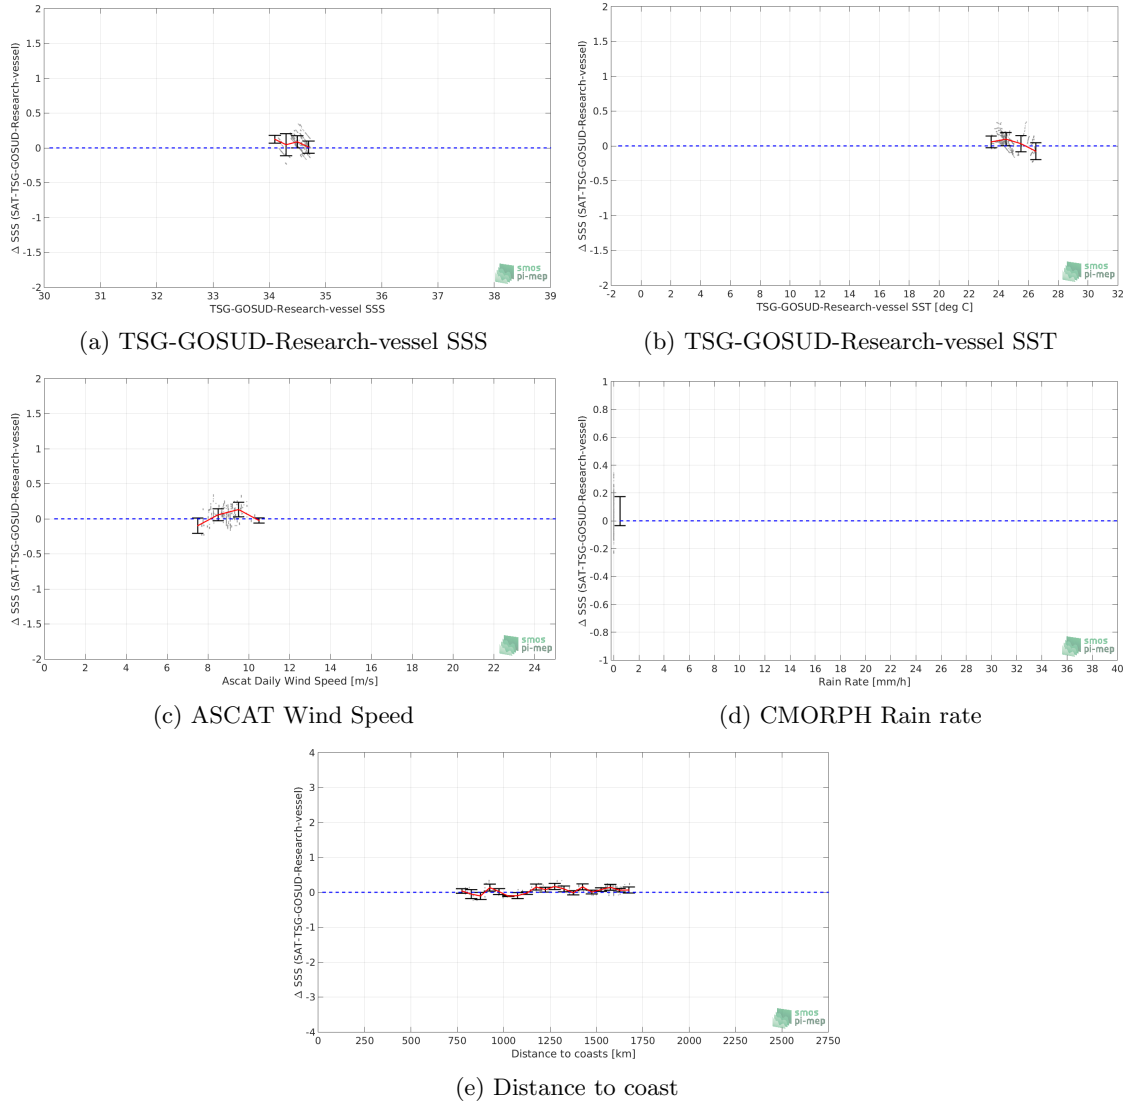 2
1.5
1
0.5
0
-0.5
-1
-1.5
-2
Δ SSS (SAT-TSG-GOSUD-Research-vessel)
30 31 32 33 34 35 36 37 38 39
TSG-GOSUD-Research-vessel SSS
smos
pi-mep
(a) TSG-GOSUD-Research-vessel SSS
2
1.5
1
0.5
0
-0.5
-1
-1.5
-2
Δ SSS (SAT-TSG-GOSUD-Research-vessel)
-2 0 2 4 6 8 10 12 14 16 18 20 22 24 26 28 30 32
TSG-GOSUD-Research-vessel SST [deg C]
smos
pi-mep
(b) TSG-GOSUD-Research-vessel SST
2
1.5
1
0.5
0
-0.5
-1
-1.5
-2
Δ SSS (SAT-TSG-GOSUD-Research-vessel)
0 2 4 6 8 10 12 14 16 18 20 22 24
Ascat Daily Wind Speed [m/s]
smos
pi-mep
(c) ASCAT Wind Speed
1
0.8
0.6
0.4
0.2
0
-0.2
-0.4
-0.6
-0.8
-1
Δ SSS (SAT-TSG-GOSUD-Research-vessel)
0 2 4 6 8 10 12 14 16 18 20 22 24 26 28 30 32 34 36 38 40
Rain Rate [mm/h]
smos
pi-mep
(d) CMORPH Rain rate
4
3
2
1
0
-1
-2
-3
-4
Δ SSS (SAT-TSG-GOSUD-Research-vessel)
0 250 500 750 1000 1250 1500 1750 2000 2250 2500 2750
Distance to coasts [km]
smos
pi-mep
(e) Distance to coast